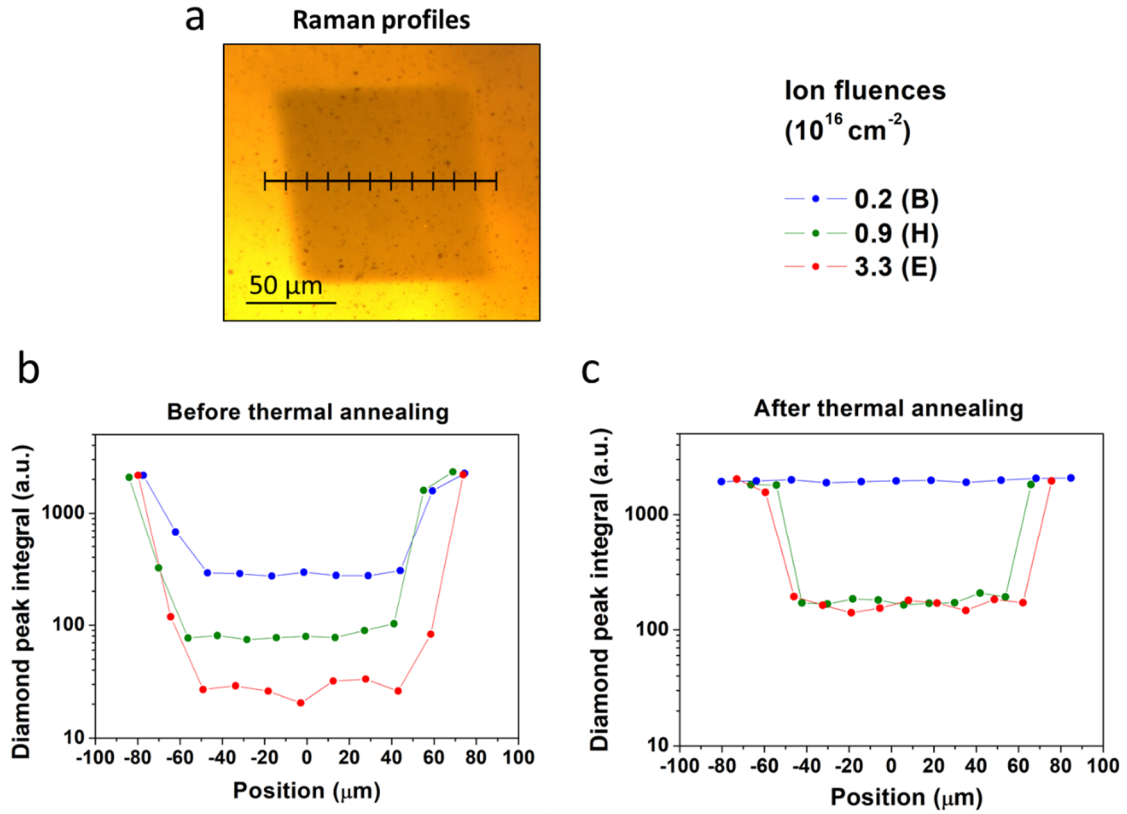 a
Raman profiles
50 μm
Ion fluences
(10¹⁶ cm⁻²)
0.2 (B)
0.9 (H)
3.3 (E)
b
Before thermal annealing
Diamond peak integral (a.u.)
1000
100
10
-100 -80 -60 -40 -20 0 20 40 60 80 100
Position (μm)
c
After thermal annealing
Diamond peak integral (a.u.)
1000
100
10
-100 -80 -60 -40 -20 0 20 40 60 80 100
Position (μm)